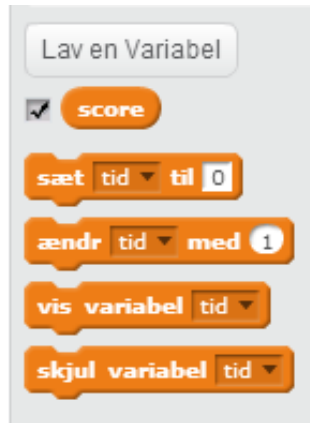 Lav en Variabel
score
sæt tid til 0
ændr tid med 1
vis variabel tid
skjul variabel tid